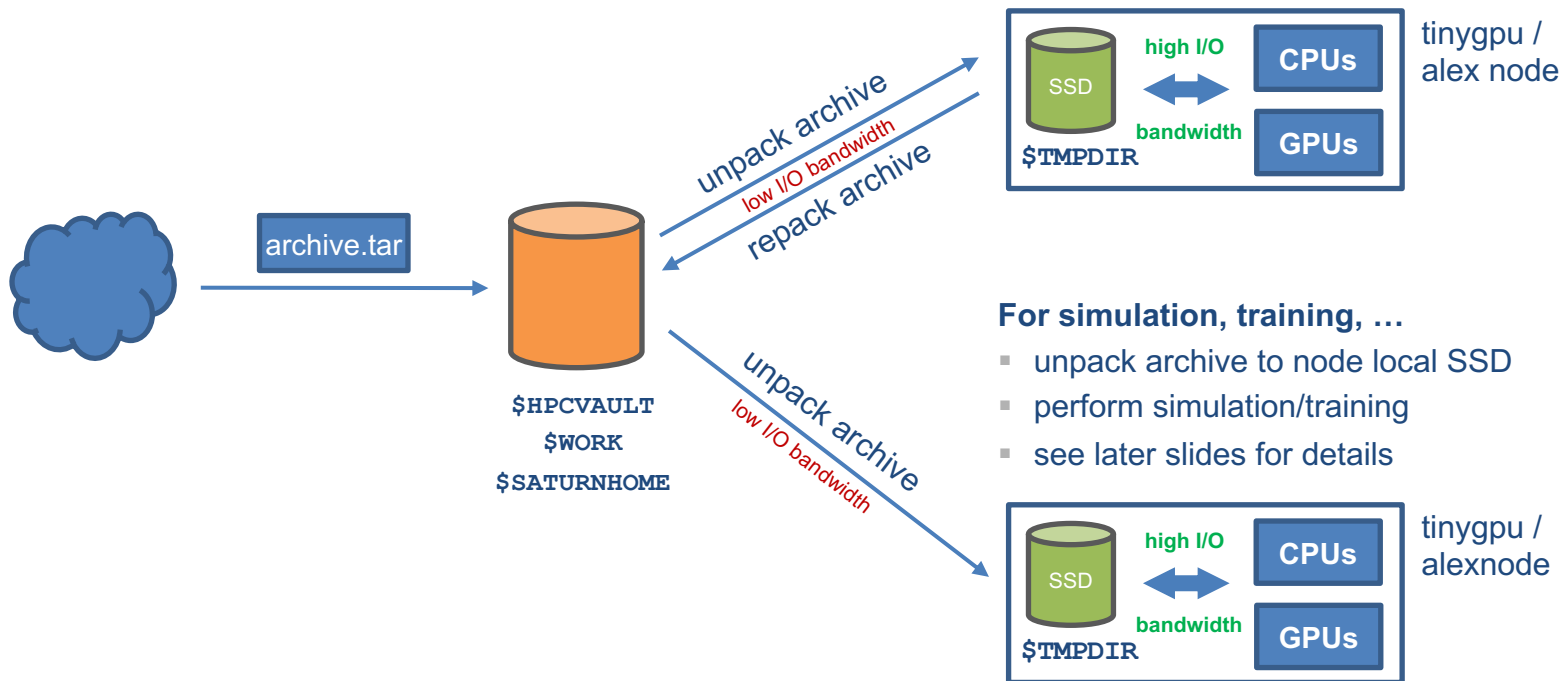 archive.tar
$HPCVAULT
$WORK
$SATURNHOME
unpack archive
low I/O bandwidth
repack archive
unpack archive
low I/O bandwidth
SSD
$TMPDIR
high I/O
bandwidth
CPUs
GPUs
tinygpu /
alex node
For simulation, training, …
▪ unpack archive to node local SSD
▪ perform simulation/training
▪ see later slides for details
SSD
$TMPDIR
high I/O
bandwidth
CPUs
GPUs
tinygpu /
alexnode